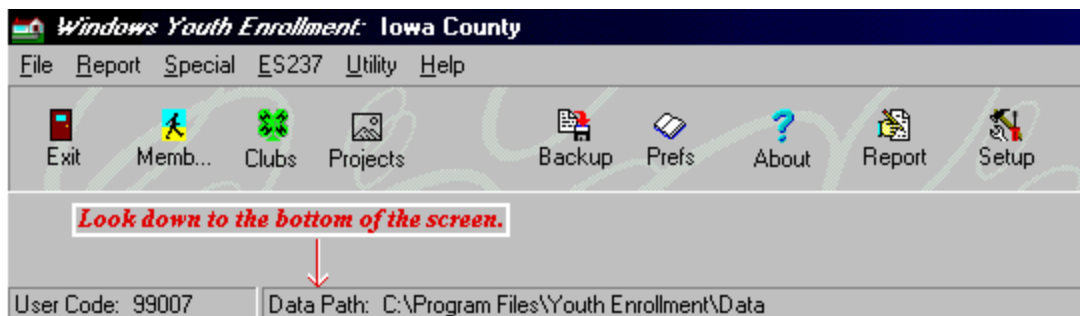 Windows Youth Enrollment: Iowa County
File Report Special ES237 Utility Help
Exit Memb... Clubs Projects Backup Prefs About Report Setup
Look down to the bottom of the screen.
User Code: 99007 Data Path: C:\Program Files\Youth Enrollment\Data